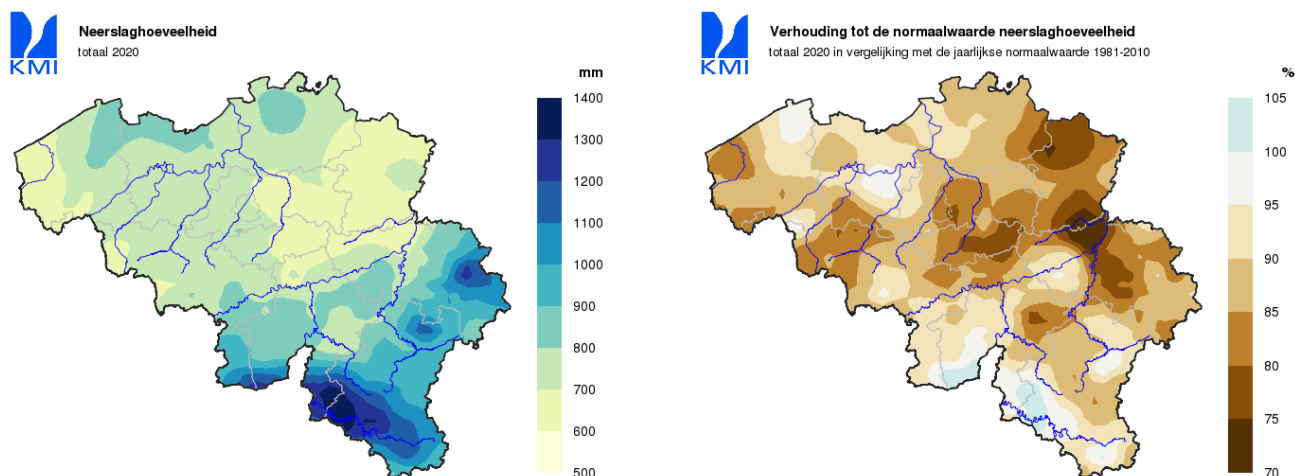 KMI
Neerslaghoeveelheid
totaal 2020
mm
1400
1300
1200
1100
1000
900
800
700
600
500
KMI
Verhouding tot de normaalwaarde neerslaghoeveelheid
totaal 2020 in vergelijking met de jaarlijkse normaalwaarde 1981-2010
%
105
100
95
90
85
80
75
70